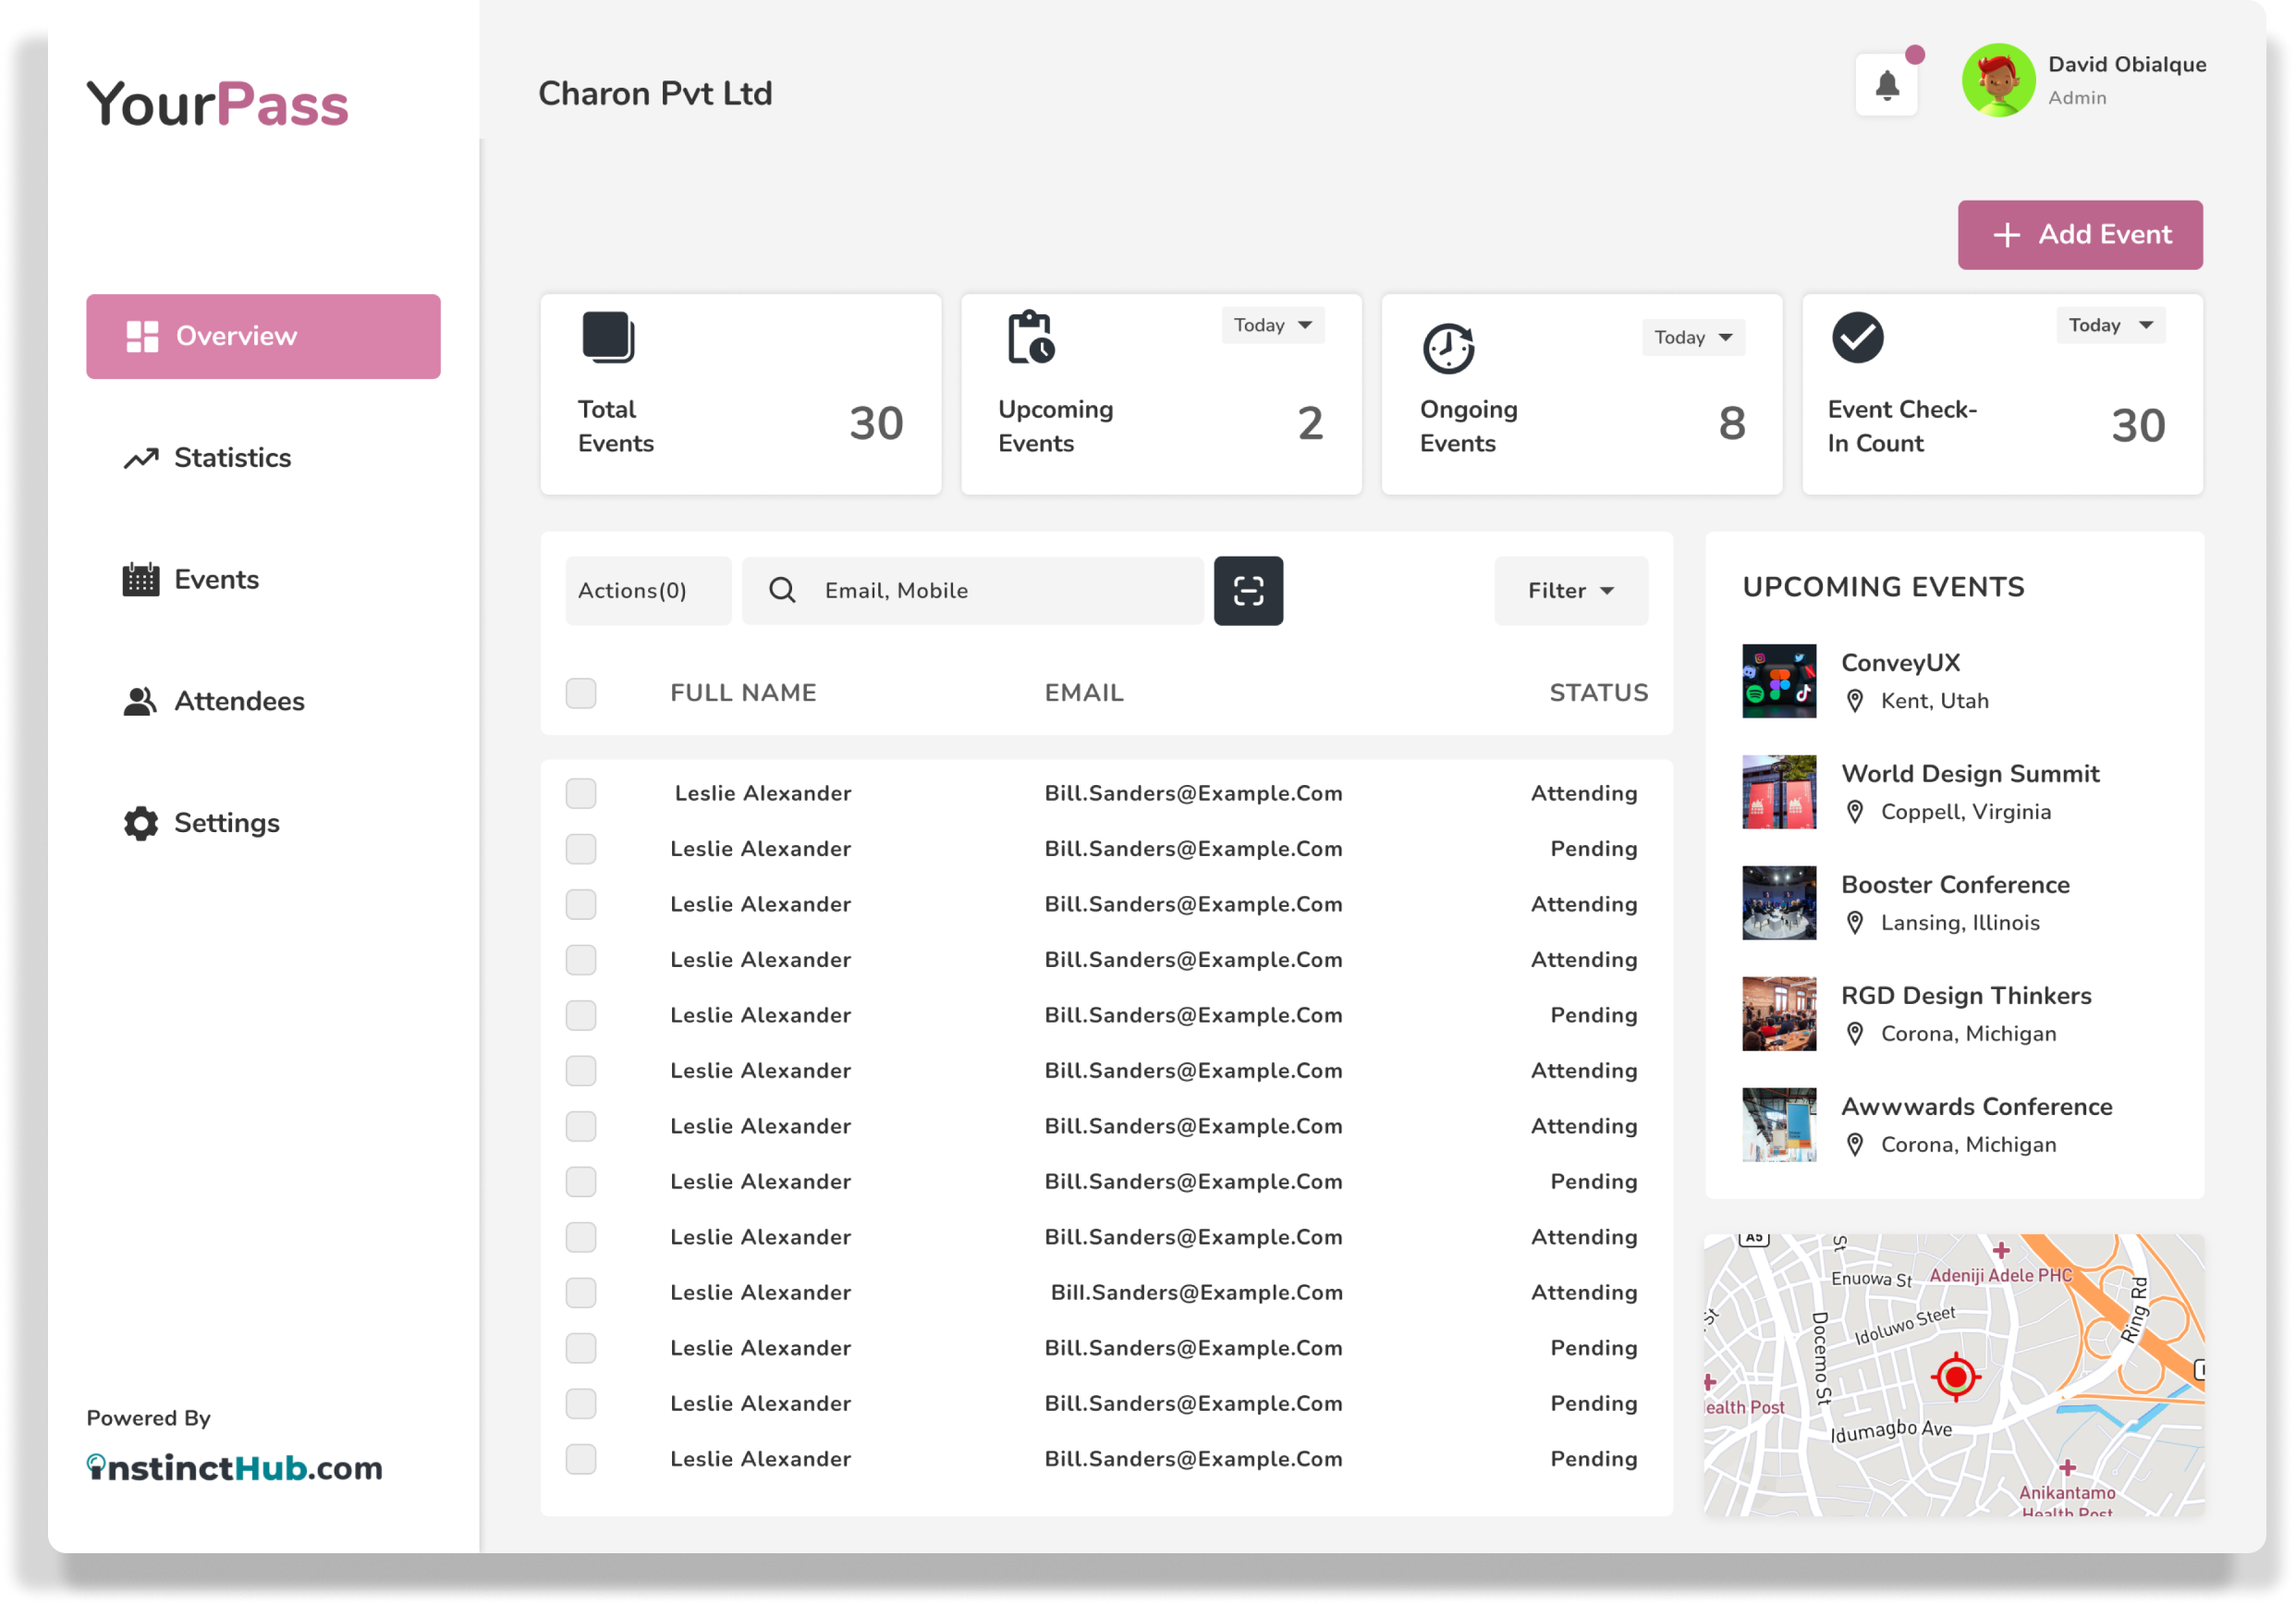 YourPass
Charon Pvt Ltd
David Obialque
Admin
Add Event
Overview
Statistics
Events
Attendees
Settings
Powered By
instinctHub.com
Total
Events
30
Today
Upcoming
Events
2
Today
Ongoing
Events
8
Today
Event Check-
In Count
30
Actions(0)
Email, Mobile
Filter
FULL NAME EMAIL STATUS
Leslie Alexander Bill.Sanders@Example.Com Attending
Leslie Alexander Bill.Sanders@Example.Com Pending
Leslie Alexander Bill.Sanders@Example.Com Attending
Leslie Alexander Bill.Sanders@Example.Com Attending
Leslie Alexander Bill.Sanders@Example.Com Pending
Leslie Alexander Bill.Sanders@Example.Com Attending
Leslie Alexander Bill.Sanders@Example.Com Attending
Leslie Alexander Bill.Sanders@Example.Com Pending
Leslie Alexander Bill.Sanders@Example.Com Attending
Leslie Alexander Bill.Sanders@Example.Com Attending
Leslie Alexander Bill.Sanders@Example.Com Pending
Leslie Alexander Bill.Sanders@Example.Com Pending
Leslie Alexander Bill.Sanders@Example.Com Pending
UPCOMING EVENTS
ConveyUX
Kent, Utah
World Design Summit
Coppell, Virginia
Booster Conference
Lansing, Illinois
RGD Design Thinkers
Corona, Michigan
Awwwards Conference
Corona, Michigan
A5
St
Enuowa St
Adeniji Adele PHC
Ring Rd
St
Docemo St
Idoluwo Steet
ealth Post
Idumagbo Ave
Anikantamo
Health Post